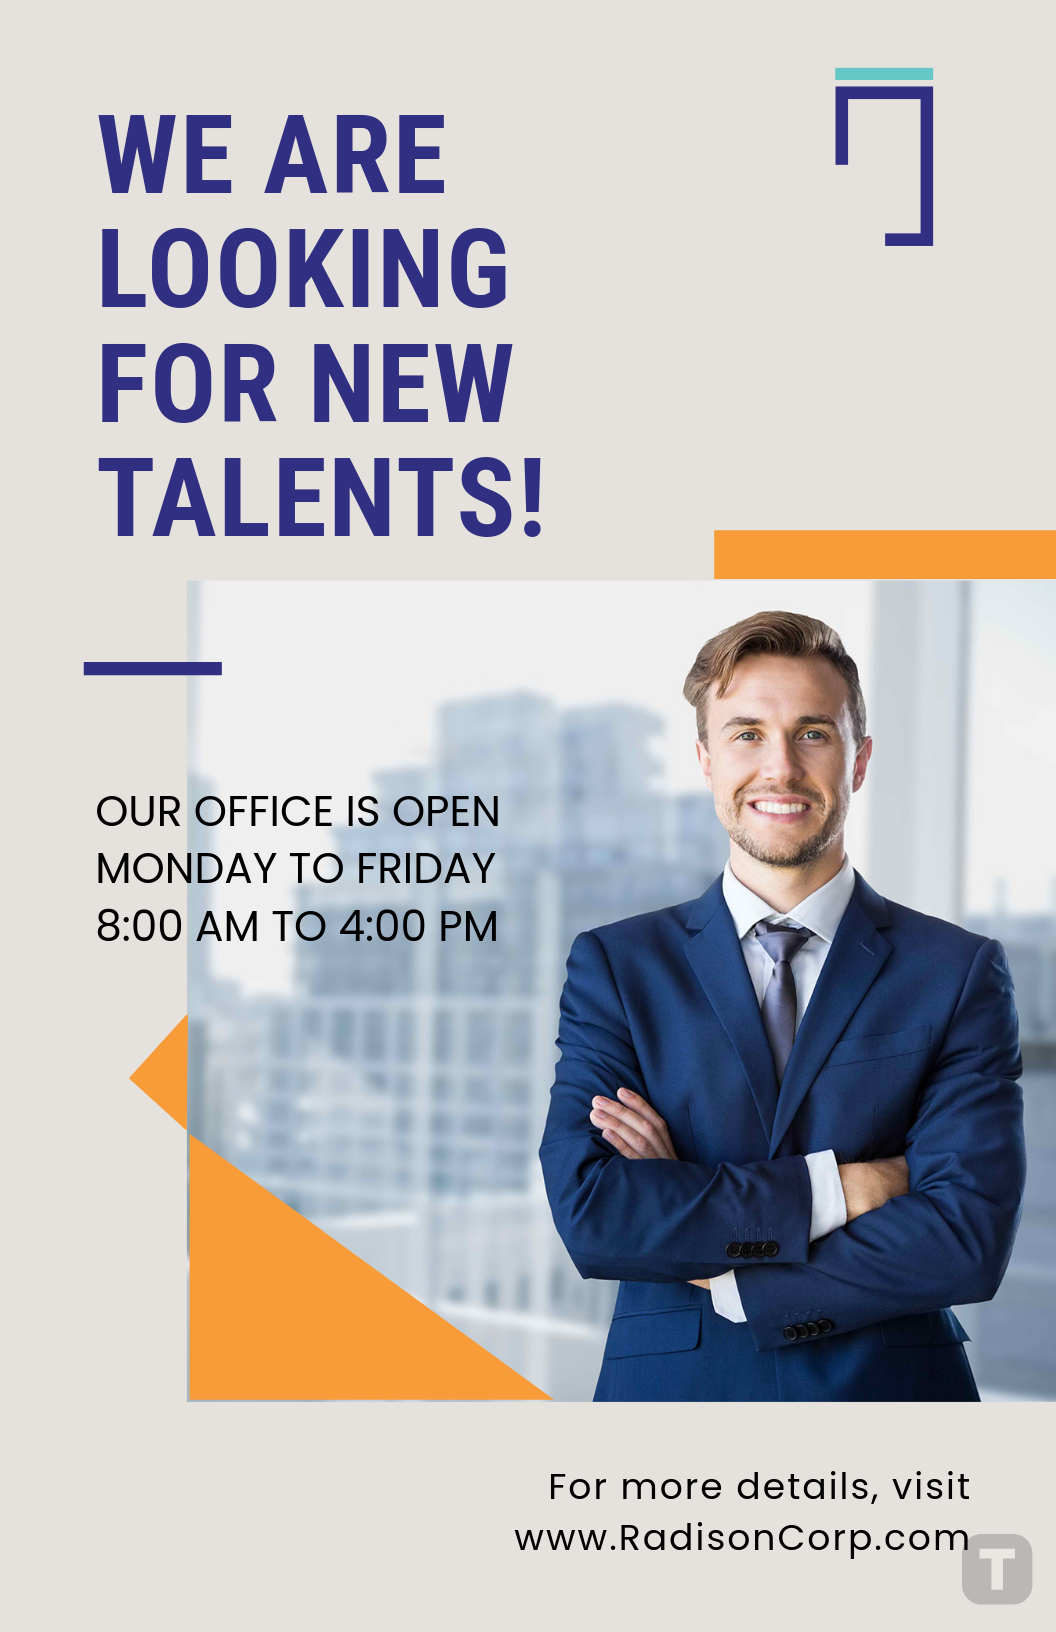 WE ARE
LOOKING
FOR NEW
TALENTS!
OUR OFFICE IS OPEN
MONDAY TO FRIDAY
8:00 AM TO 4:00 PM
For more details, visit
www.RadisonCorp.com
T